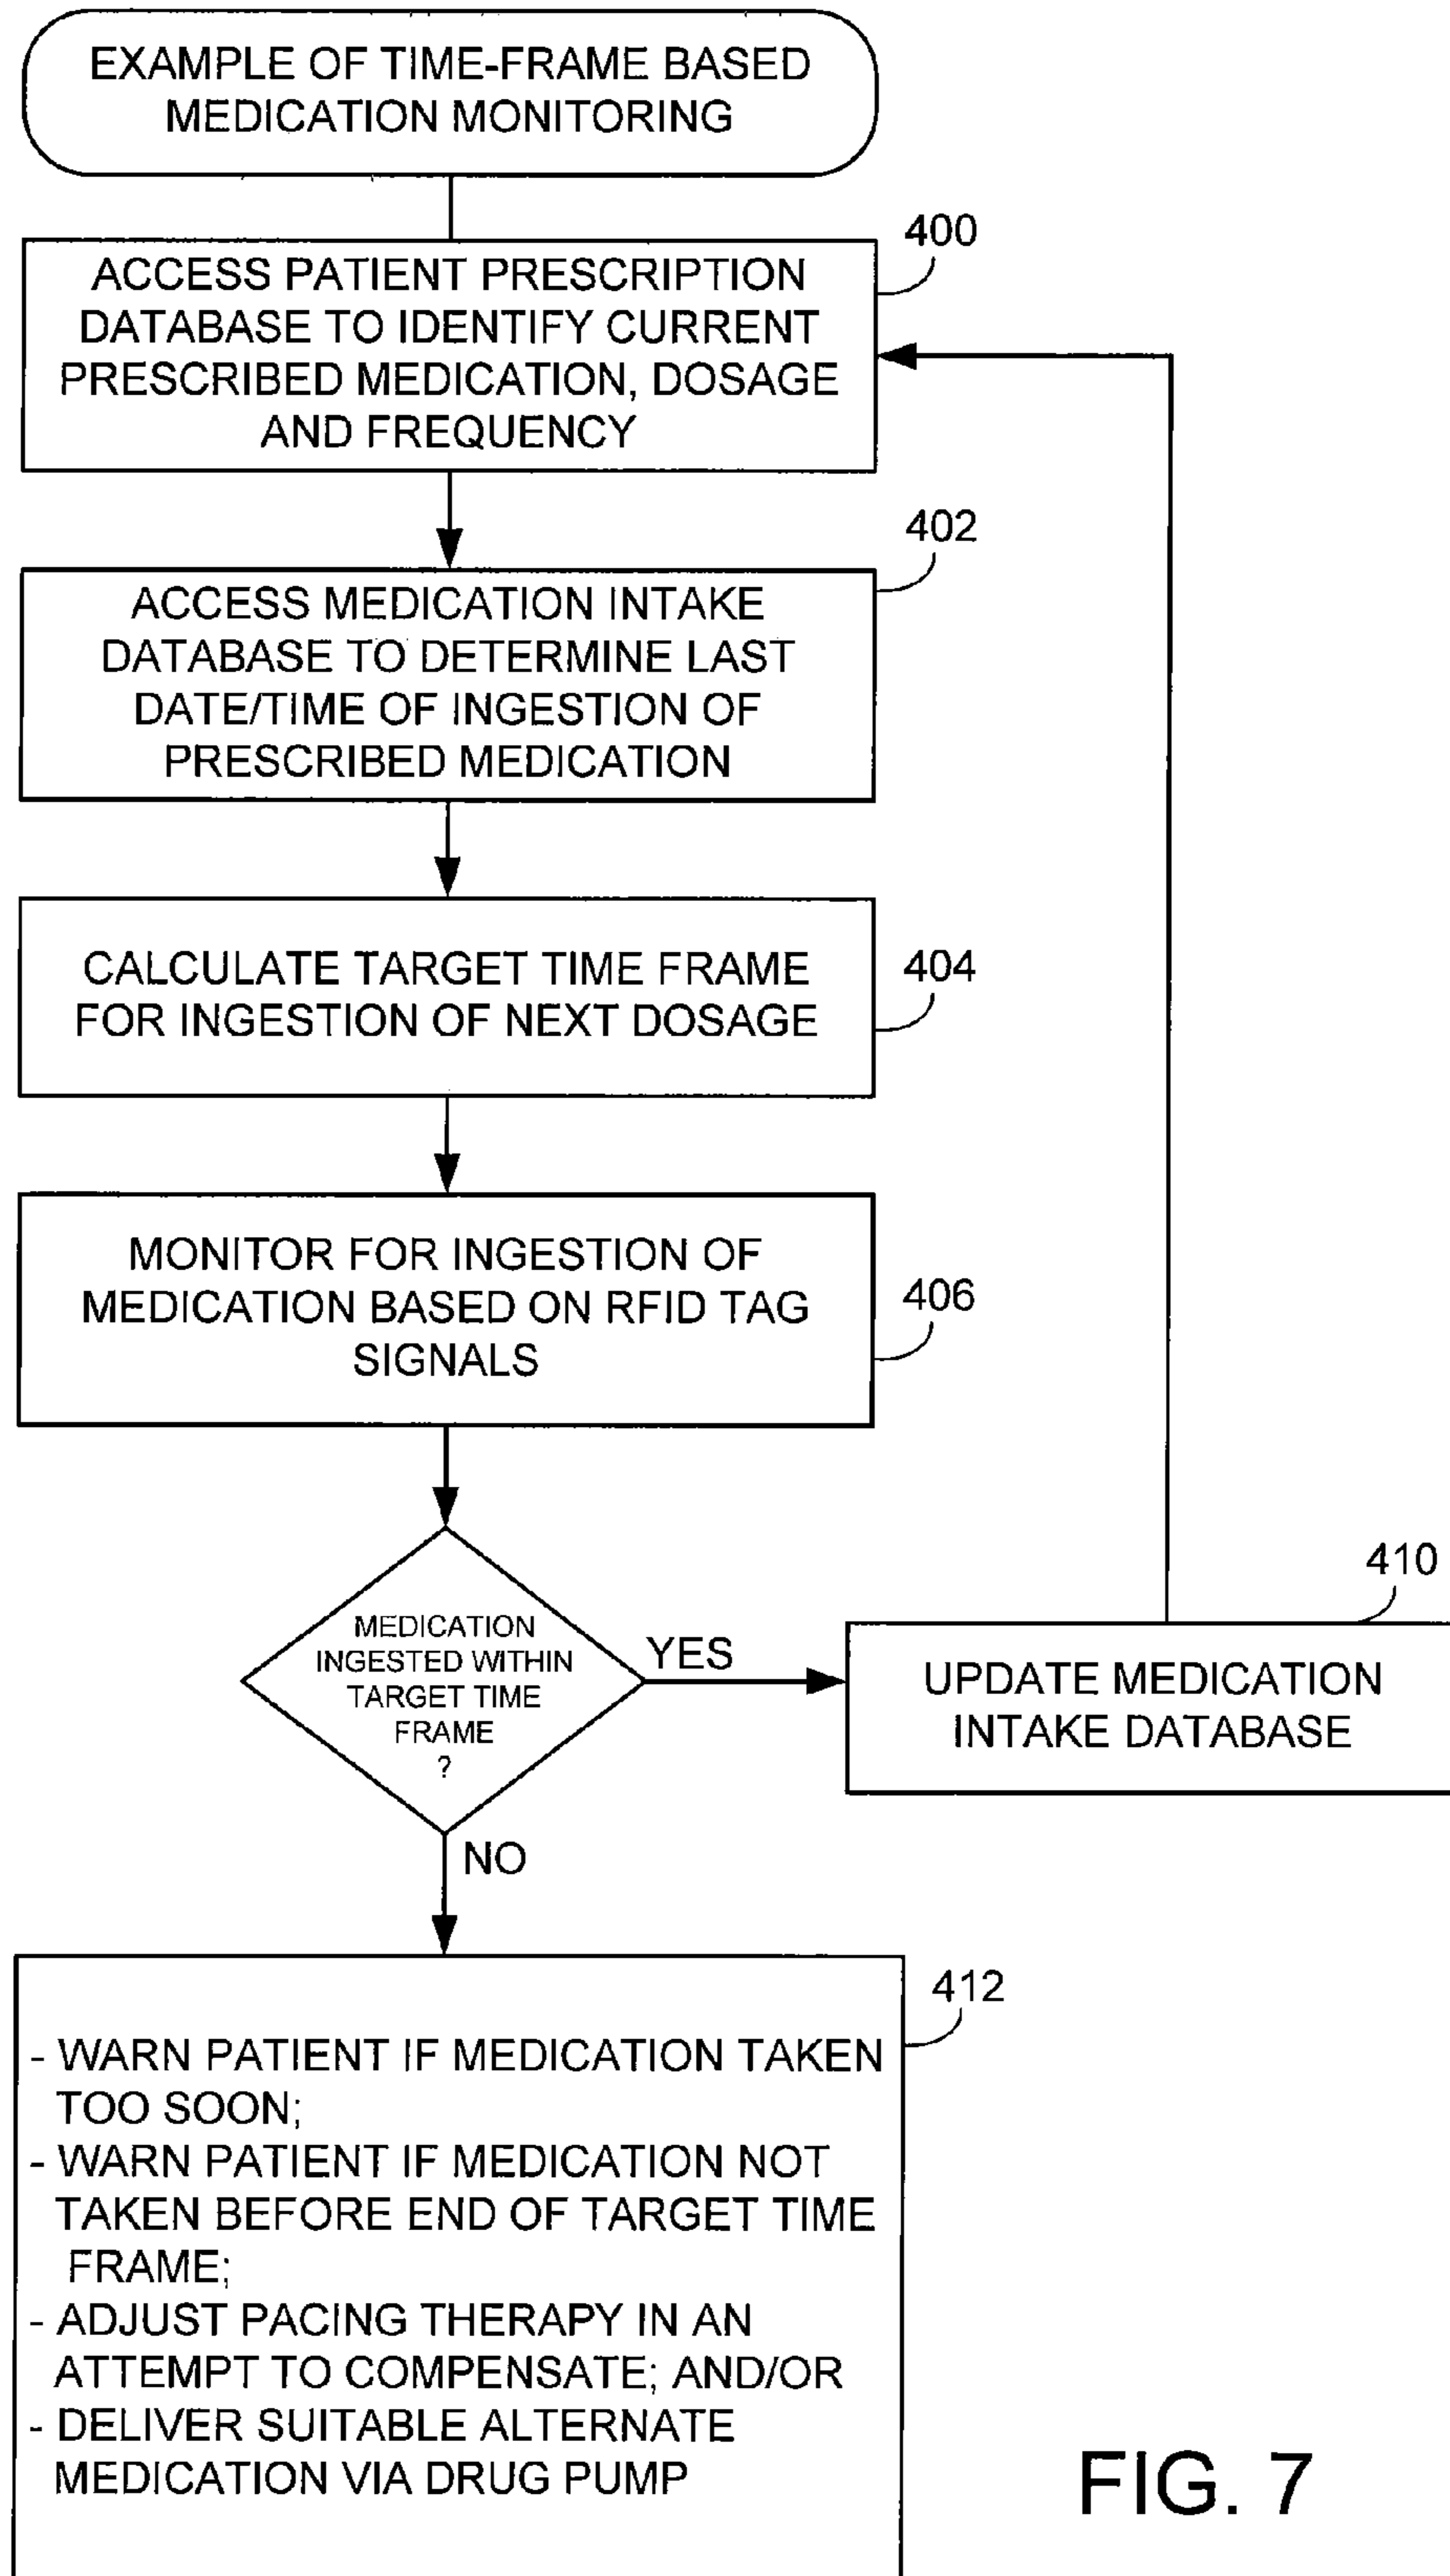 EXAMPLE OF TIME-FRAME BASED
MEDICATION MONITORING
400
ACCESS PATIENT PRESCRIPTION
DATABASE TO IDENTIFY CURRENT
PRESCRIBED MEDICATION, DOSAGE
AND FREQUENCY
402
ACCESS MEDICATION INTAKE
DATABASE TO DETERMINE LAST
DATE/TIME OF INGESTION OF
PRESCRIBED MEDICATION
CALCULATE TARGET TIME FRAME
FOR INGESTION OF NEXT DOSAGE
404
MONITOR FOR INGESTION OF
MEDICATION BASED ON RFID TAG
SIGNALS
406
MEDICATION
INGESTED WITHIN
TARGET TIME
FRAME
?
YES
410
UPDATE MEDICATION
INTAKE DATABASE
NO
412
- WARN PATIENT IF MEDICATION TAKEN
TOO SOON;
- WARN PATIENT IF MEDICATION NOT
TAKEN BEFORE END OF TARGET TIME
FRAME;
- ADJUST PACING THERAPY IN AN
ATTEMPT TO COMPENSATE; AND/OR
- DELIVER SUITABLE ALTERNATE
MEDICATION VIA DRUG PUMP
FIG. 7